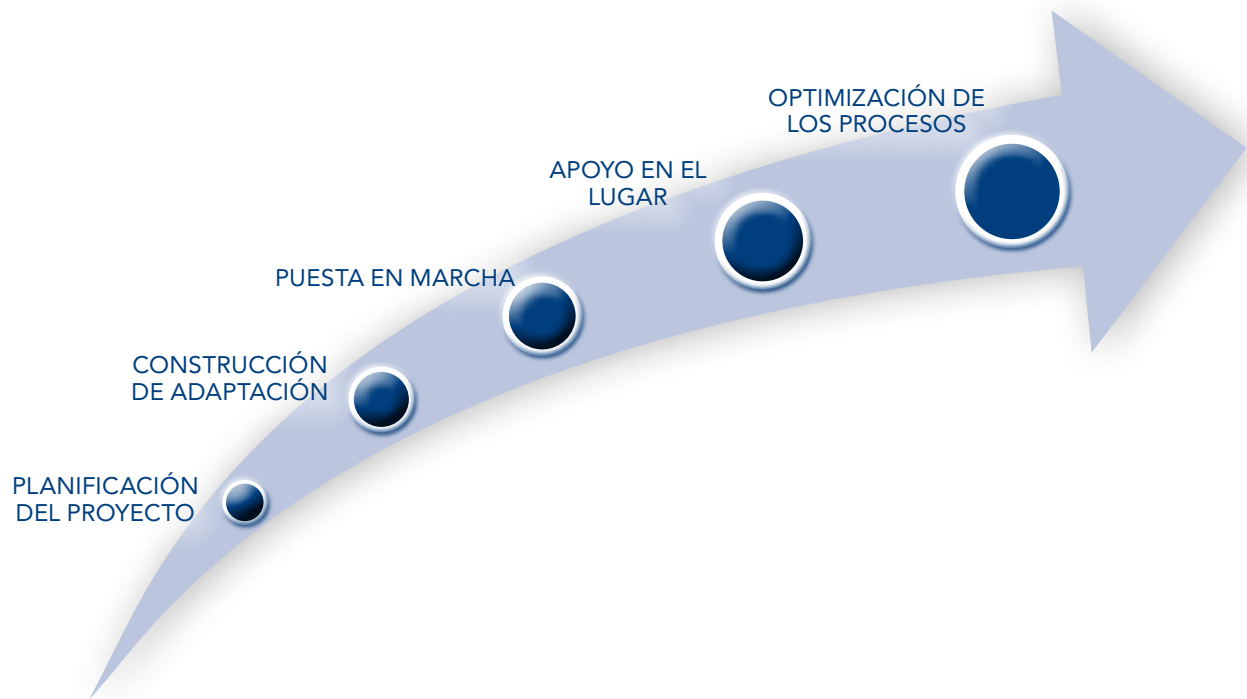 OPTIMIZACIÓN DE
LOS PROCESOS
APOYO EN EL
LUGAR
PUESTA EN MARCHA
CONSTRUCCIÓN
DE ADAPTACIÓN
PLANIFICACIÓN
DEL PROYECTO